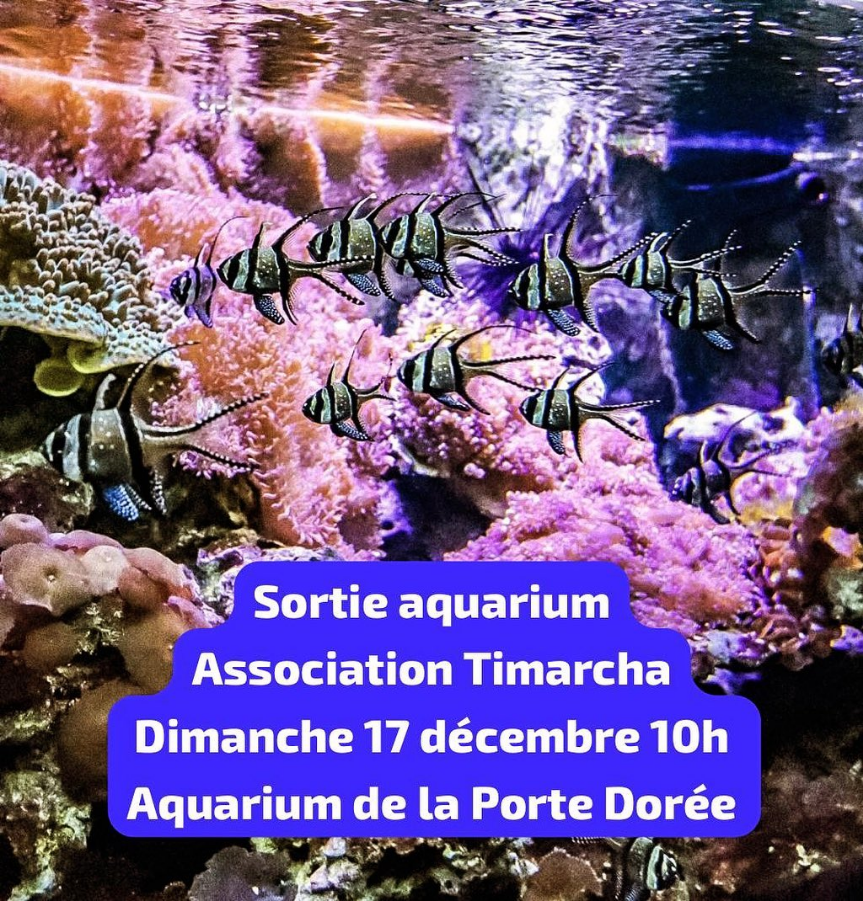 Sortie aquarium
Association Timarcha
Dimanche 17 décembre 10h
Aquarium de la Porte Dorée